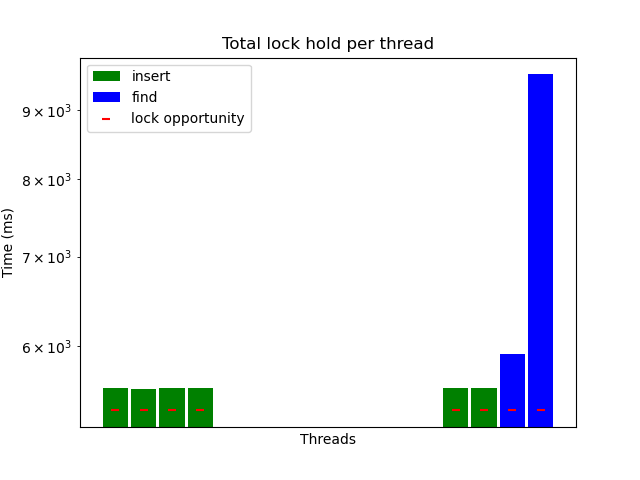 Total lock hold per thread
insert
find
lock opportunity
9 × 10³
8 × 10³
7 × 10³
6 × 10³
Time (ms)
Threads